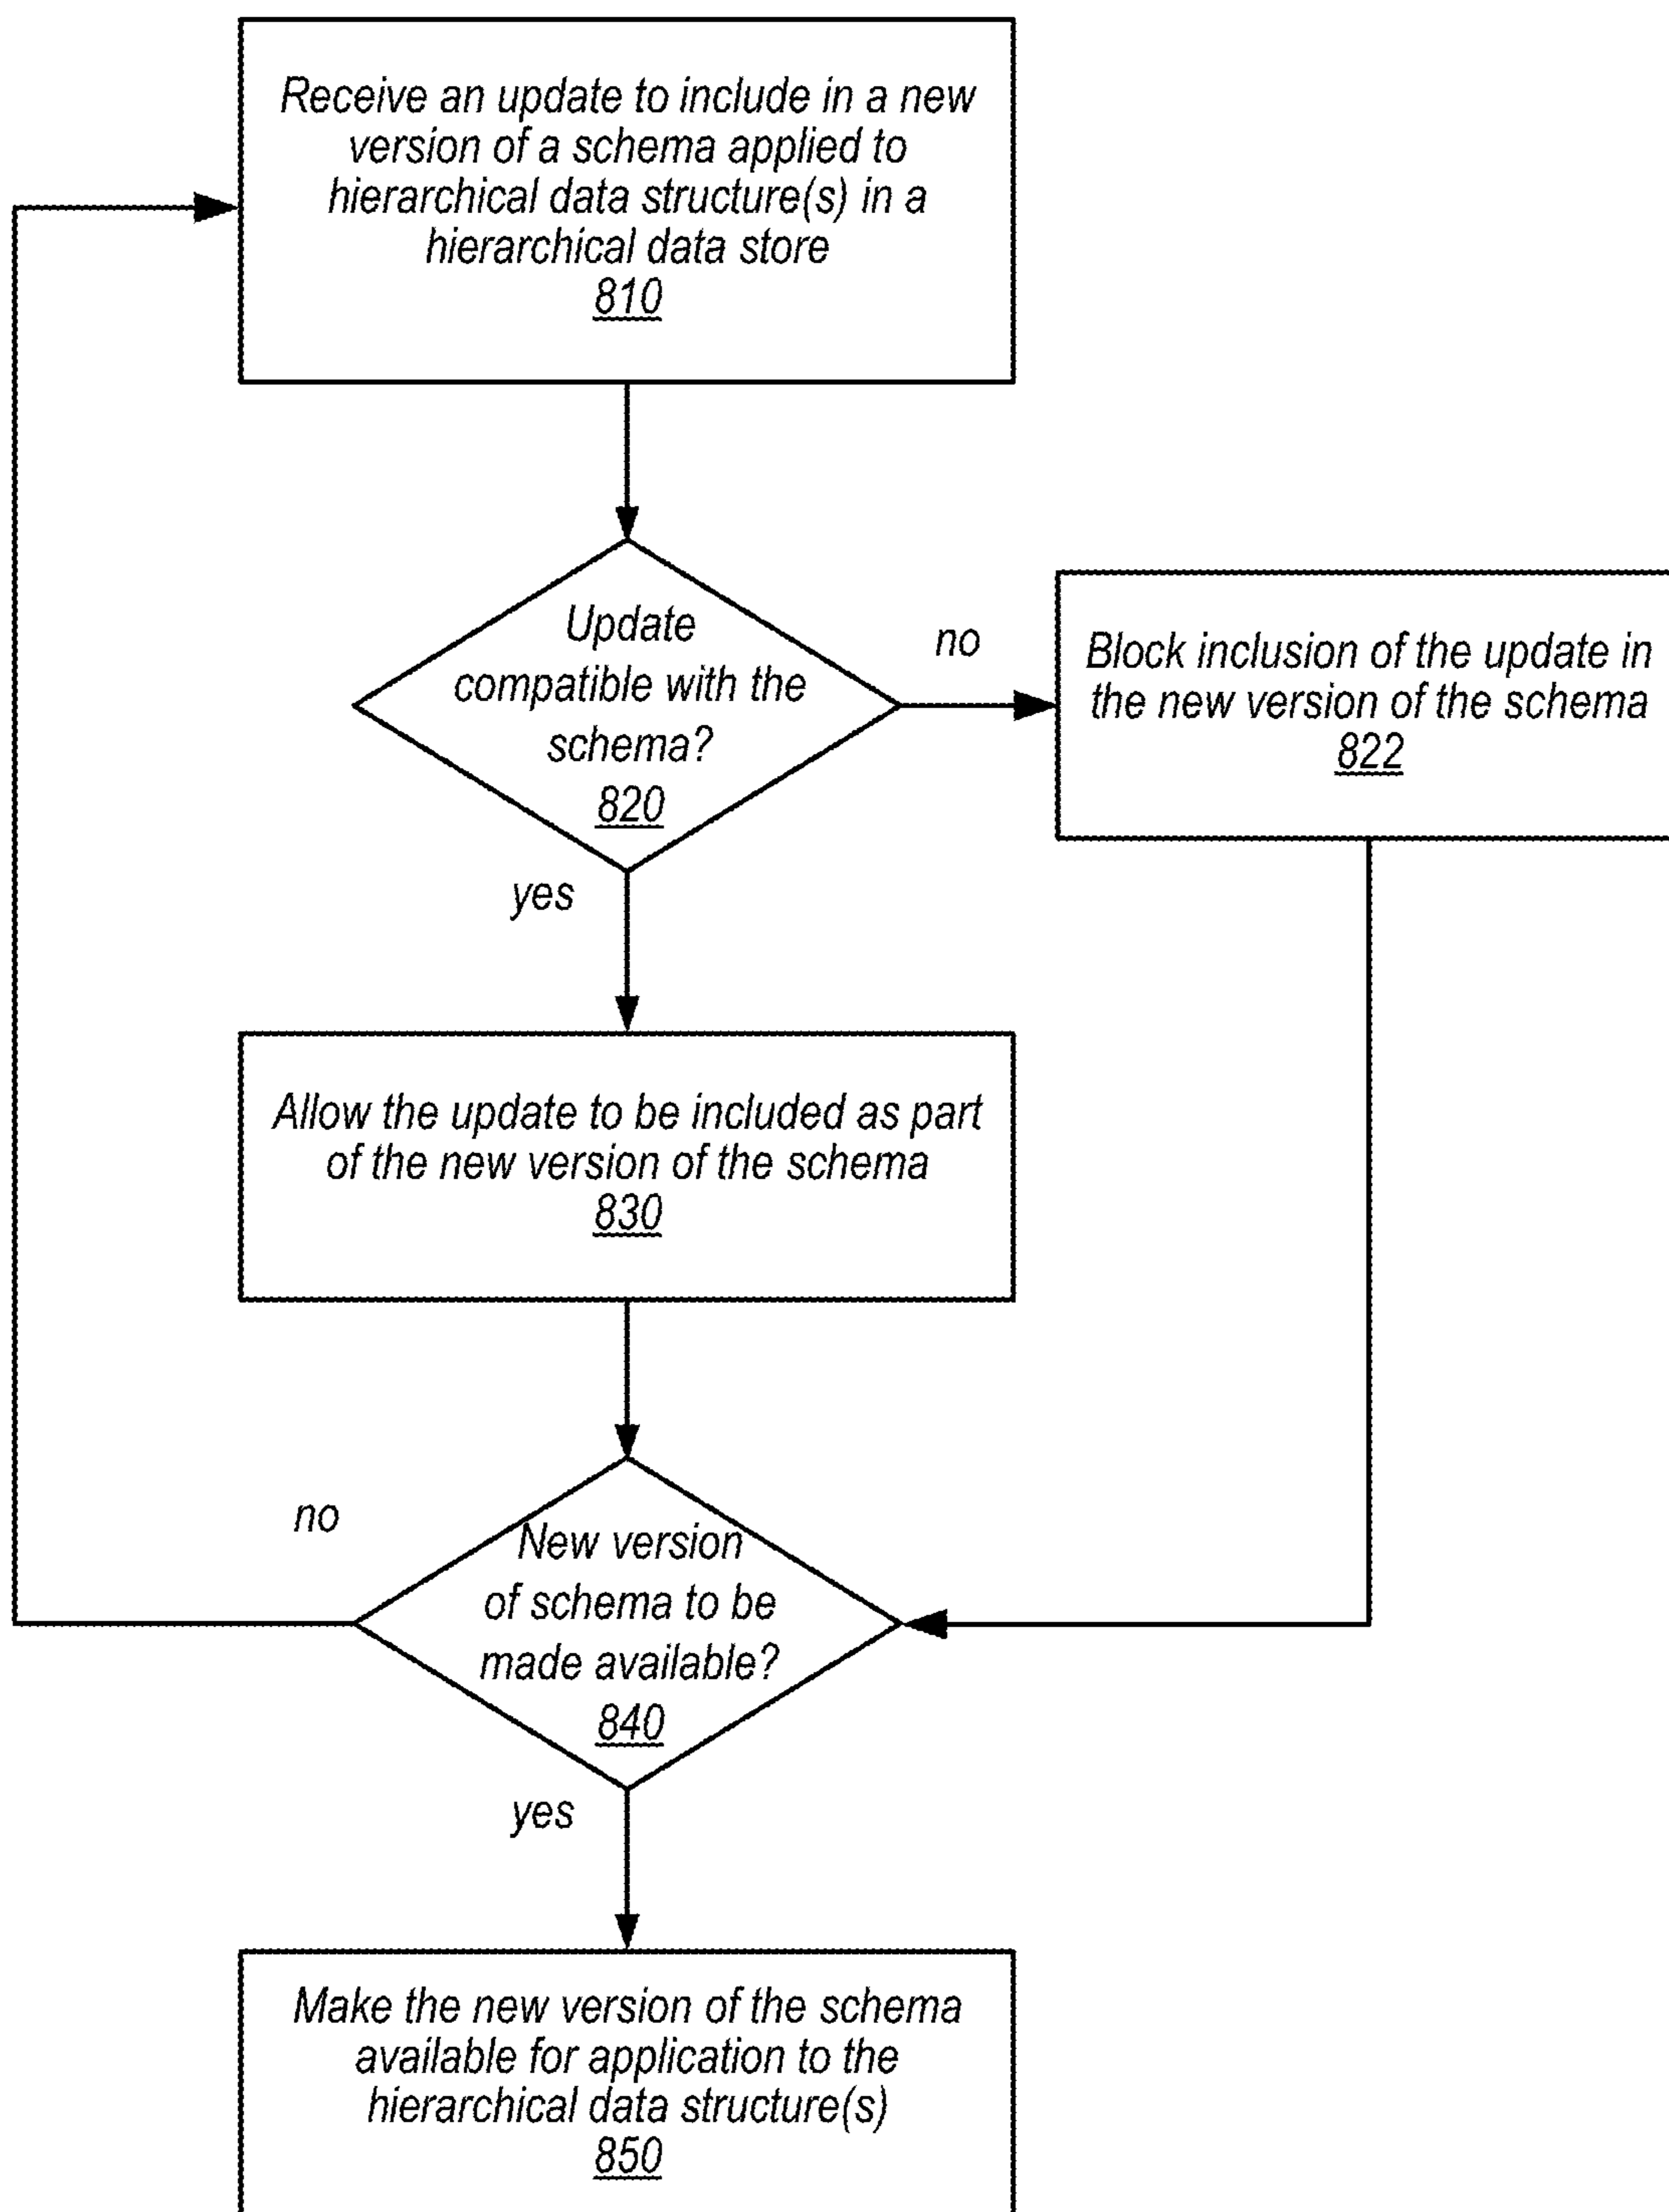 Receive an update to include in a new
version of a schema applied to
hierarchical data structure(s) in a
hierarchical data store
810
Update
compatible with the
schema?
820
no
Block inclusion of the update in
the new version of the schema
822
yes
Allow the update to be included as part
of the new version of the schema
830
no
New version
of schema to be
made available?
840
yes
Make the new version of the schema
available for application to the
hierarchical data structure(s)
850